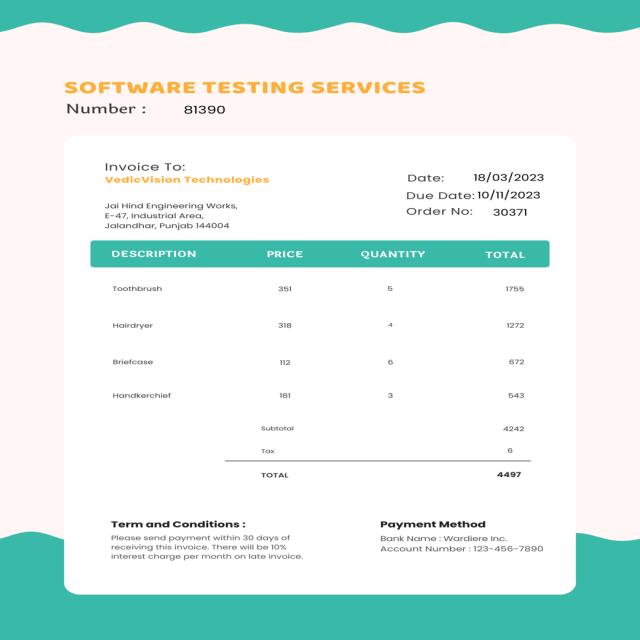 SOFTWARE TESTING SERVICES
Number : 81390
Invoice To:
VedicVision Technologies
Date: 18/03/2023
Due Date: 10/11/2023
Order No: 30371
Jai Hind Engineering Works,
E-47, Industrial Area,
Jalandhar, Punjab 144004
DESCRIPTION PRICE QUANTITY TOTAL
Toothbrush 351 5 1755
Hairdryer 318 4 1272
Briefcase 112 6 672
Handkerchief 181 3 543
Subtotal 4242
Tax 6
TOTAL 4497
Term and Conditions :
Please send payment within 30 days of
receiving this invoice. There will be 10%
interest charge per month on late invoice.
Payment Method
Bank Name : Wardiere Inc.
Account Number : 123-456-7890